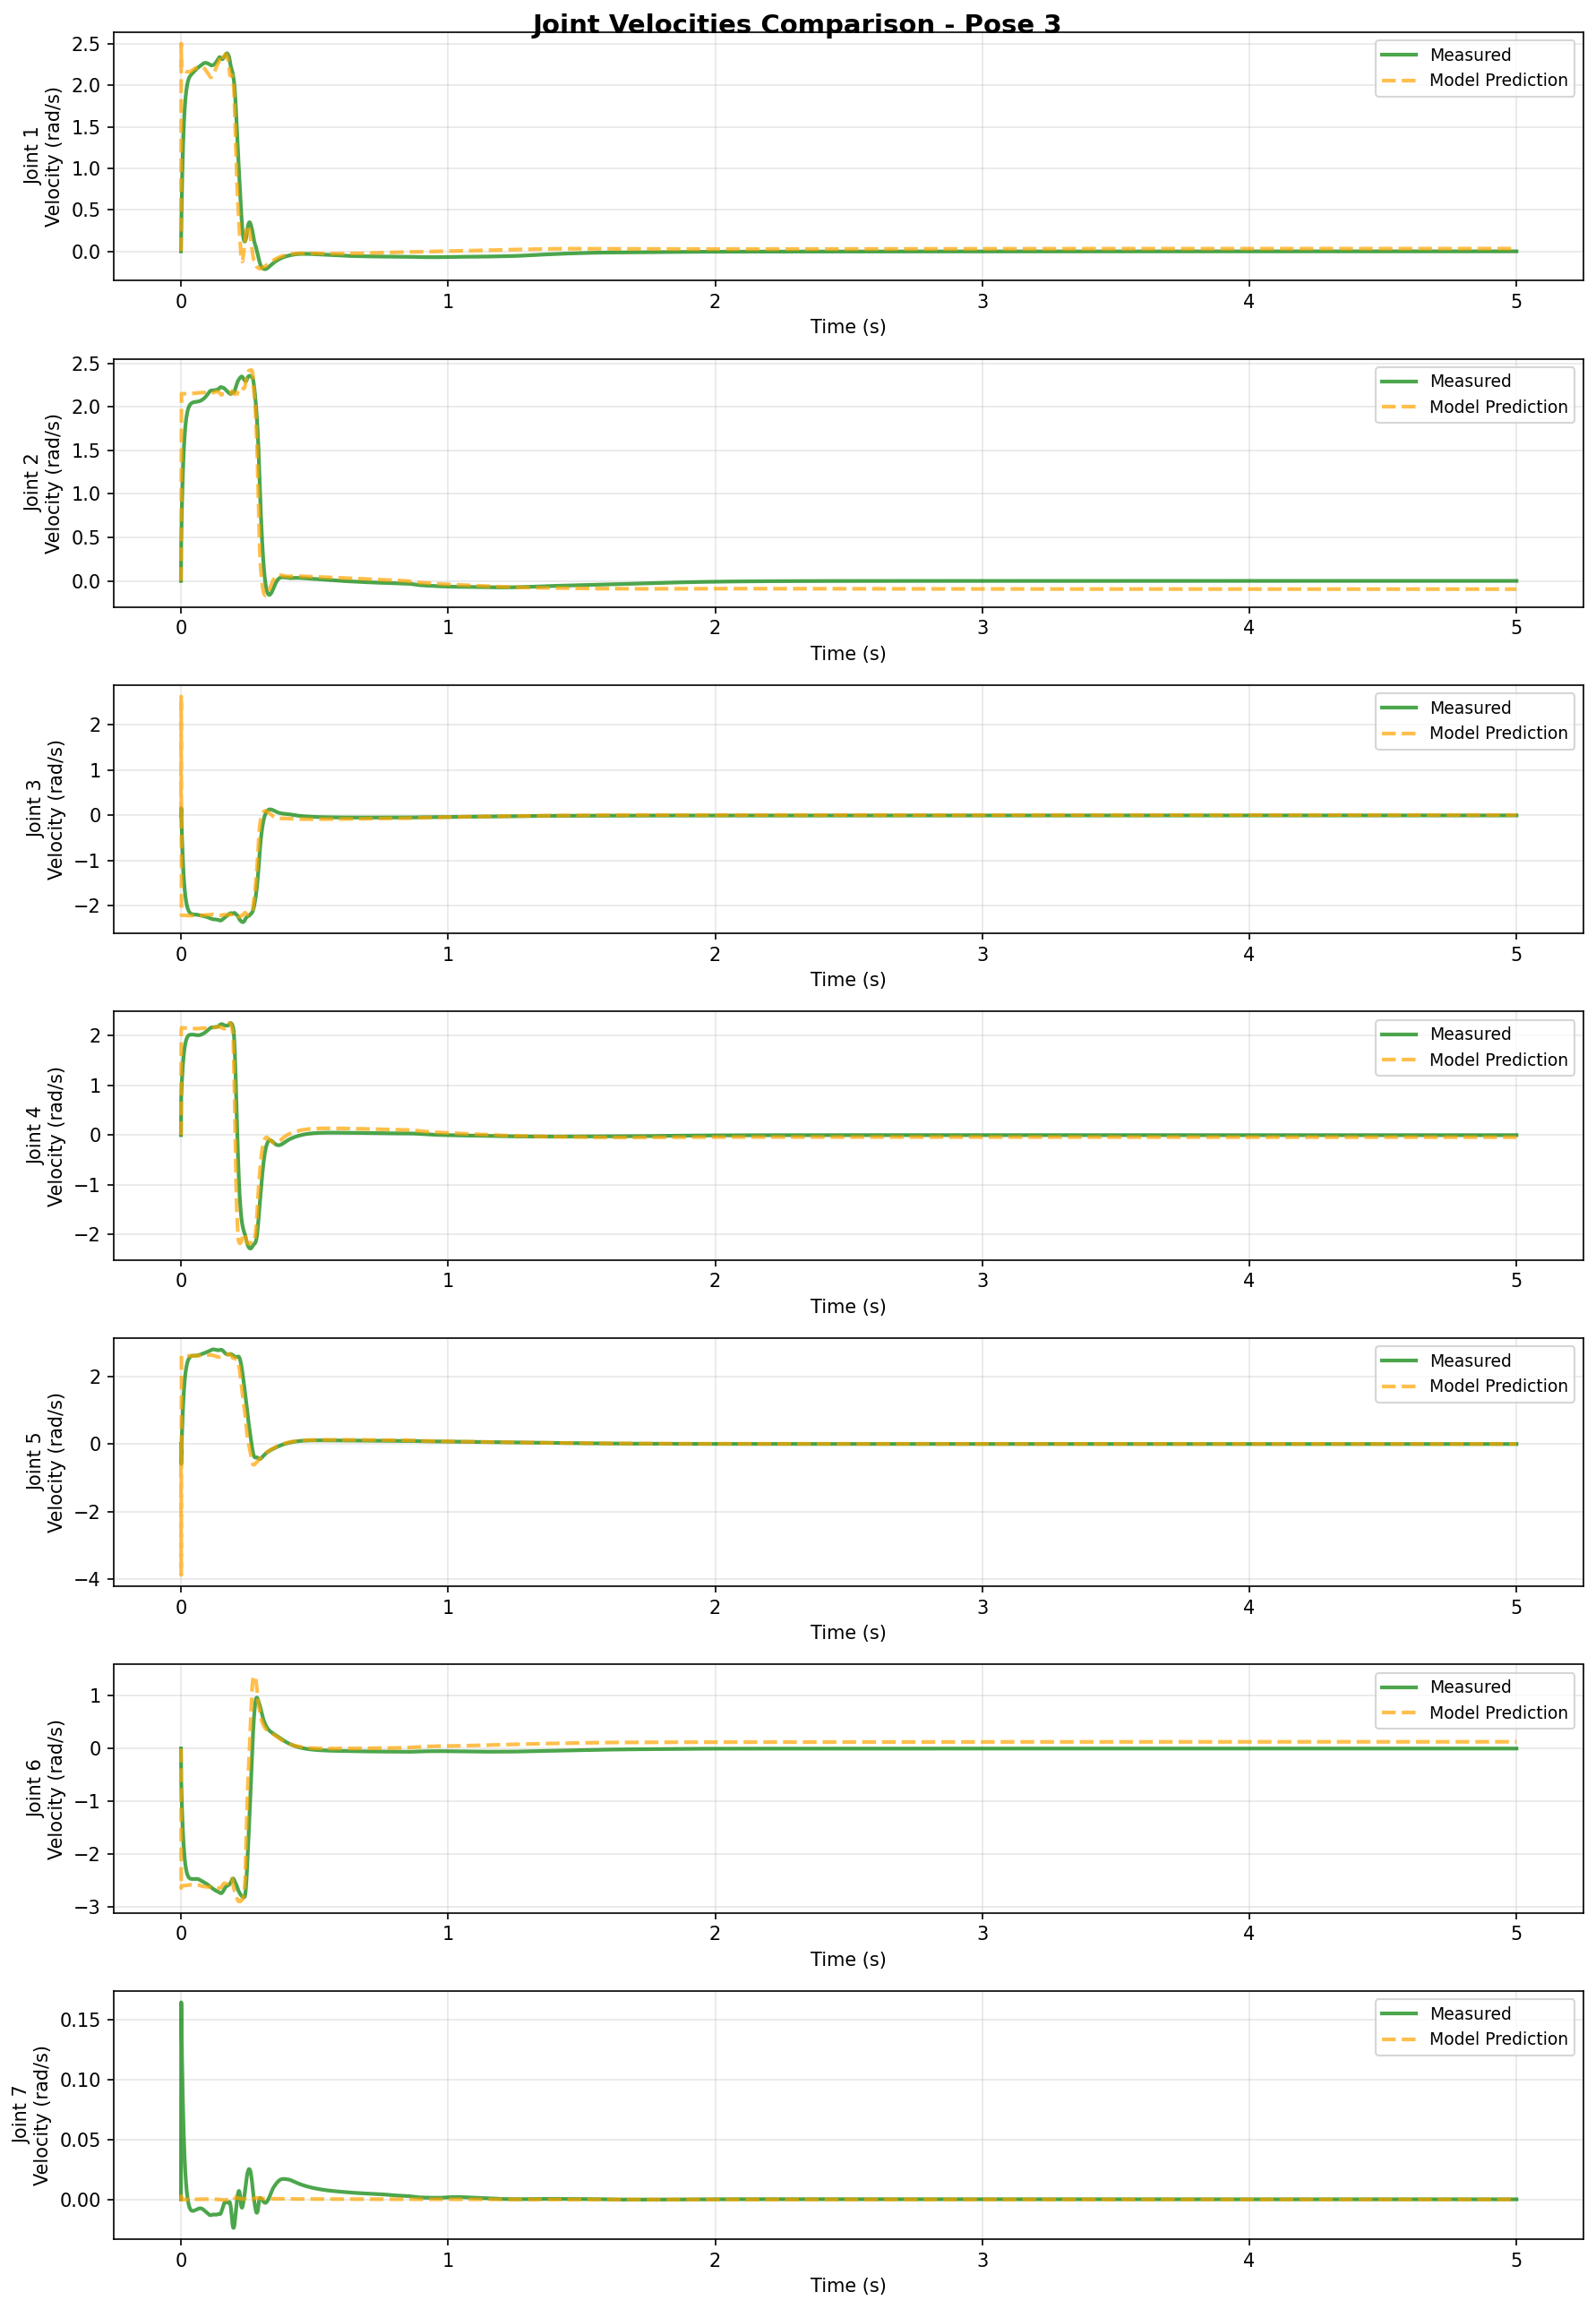 Joint Velocities Comparison - Pose 3
Joint 1
Velocity (rad/s)
2.5
2.0
1.5
1.0
0.5
0.0
Measured
Model Prediction
0 1 2 3 4 5
Time (s)
Joint 2
Velocity (rad/s)
2.5
2.0
1.5
1.0
0.5
0.0
Measured
Model Prediction
0 1 2 3 4 5
Time (s)
Joint 3
Velocity (rad/s)
2
1
0
−1
−2
Measured
Model Prediction
0 1 2 3 4 5
Time (s)
Joint 4
Velocity (rad/s)
2
1
0
−1
−2
Measured
Model Prediction
0 1 2 3 4 5
Time (s)
Joint 5
Velocity (rad/s)
2
0
−2
−4
Measured
Model Prediction
0 1 2 3 4 5
Time (s)
Joint 6
Velocity (rad/s)
1
0
−1
−2
−3
Measured
Model Prediction
0 1 2 3 4 5
Time (s)
Joint 7
Velocity (rad/s)
0.15
0.10
0.05
0.00
Measured
Model Prediction
0 1 2 3 4 5
Time (s)